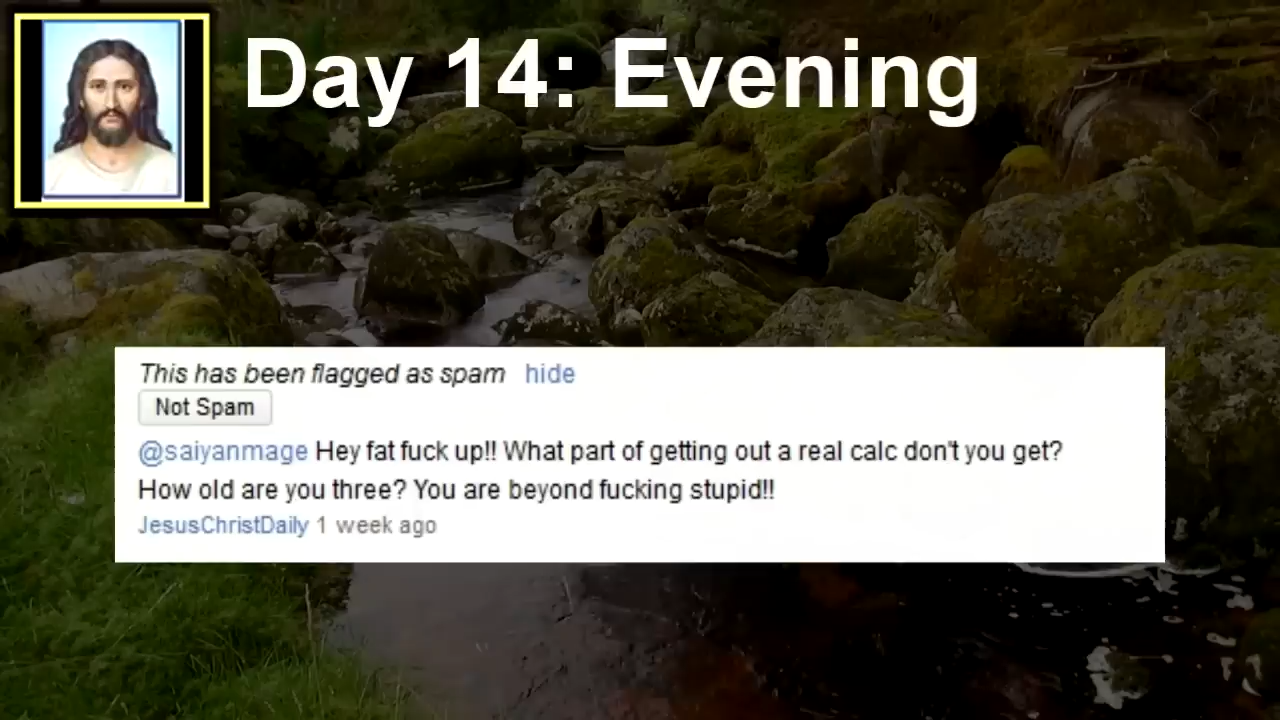 Day 14: Evening
This has been flagged as spam hide
Not Spam
@saiyanmage Hey fat fuck up!! What part of getting out a real calc don't you get?
How old are you three? You are beyond fucking stupid!!
JesusChristDaily 1 week ago